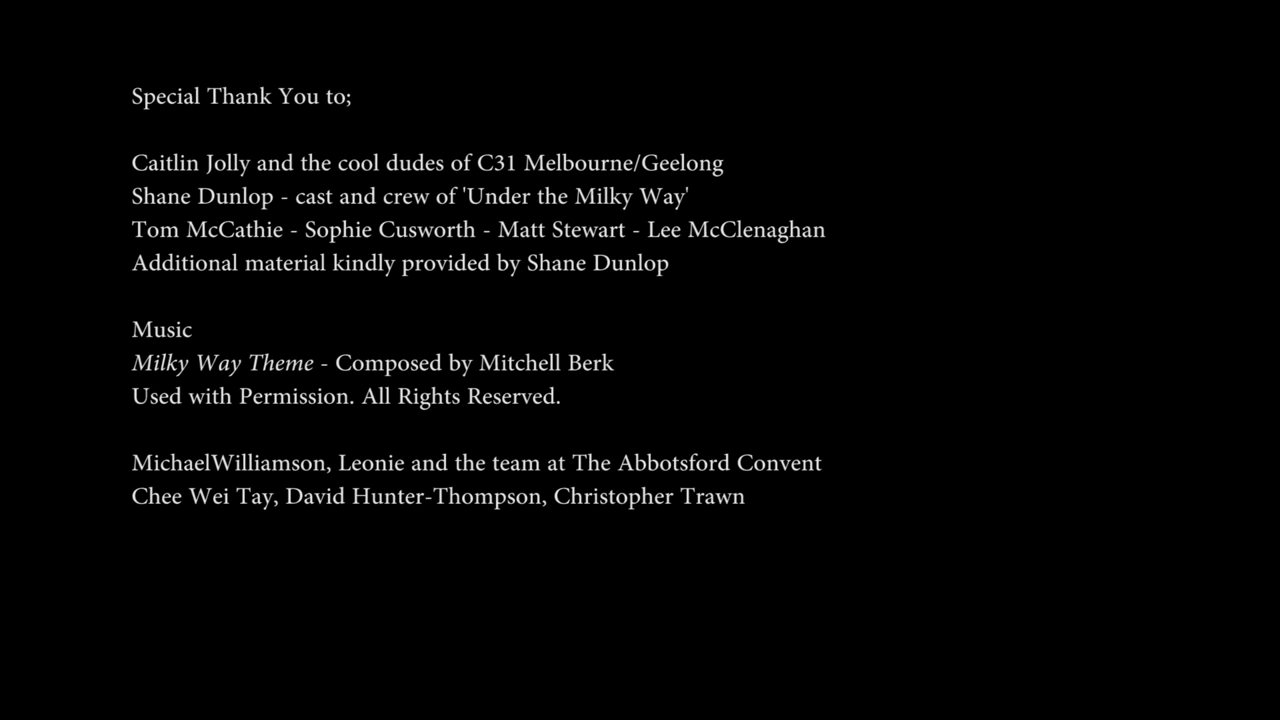 Special Thank You to;
Caitlin Jolly and the cool dudes of C31 Melbourne/Geelong
Shane Dunlop - cast and crew of 'Under the Milky Way'
Tom McCathie - Sophie Cusworth - Matt Stewart - Lee McClenaghan
Additional material kindly provided by Shane Dunlop
Music
Milky Way Theme - Composed by Mitchell Berk
Used with Permission. All Rights Reserved.
MichaelWilliamson, Leonie and the team at The Abbotsford Convent
Chee Wei Tay, David Hunter-Thompson, Christopher Trawn